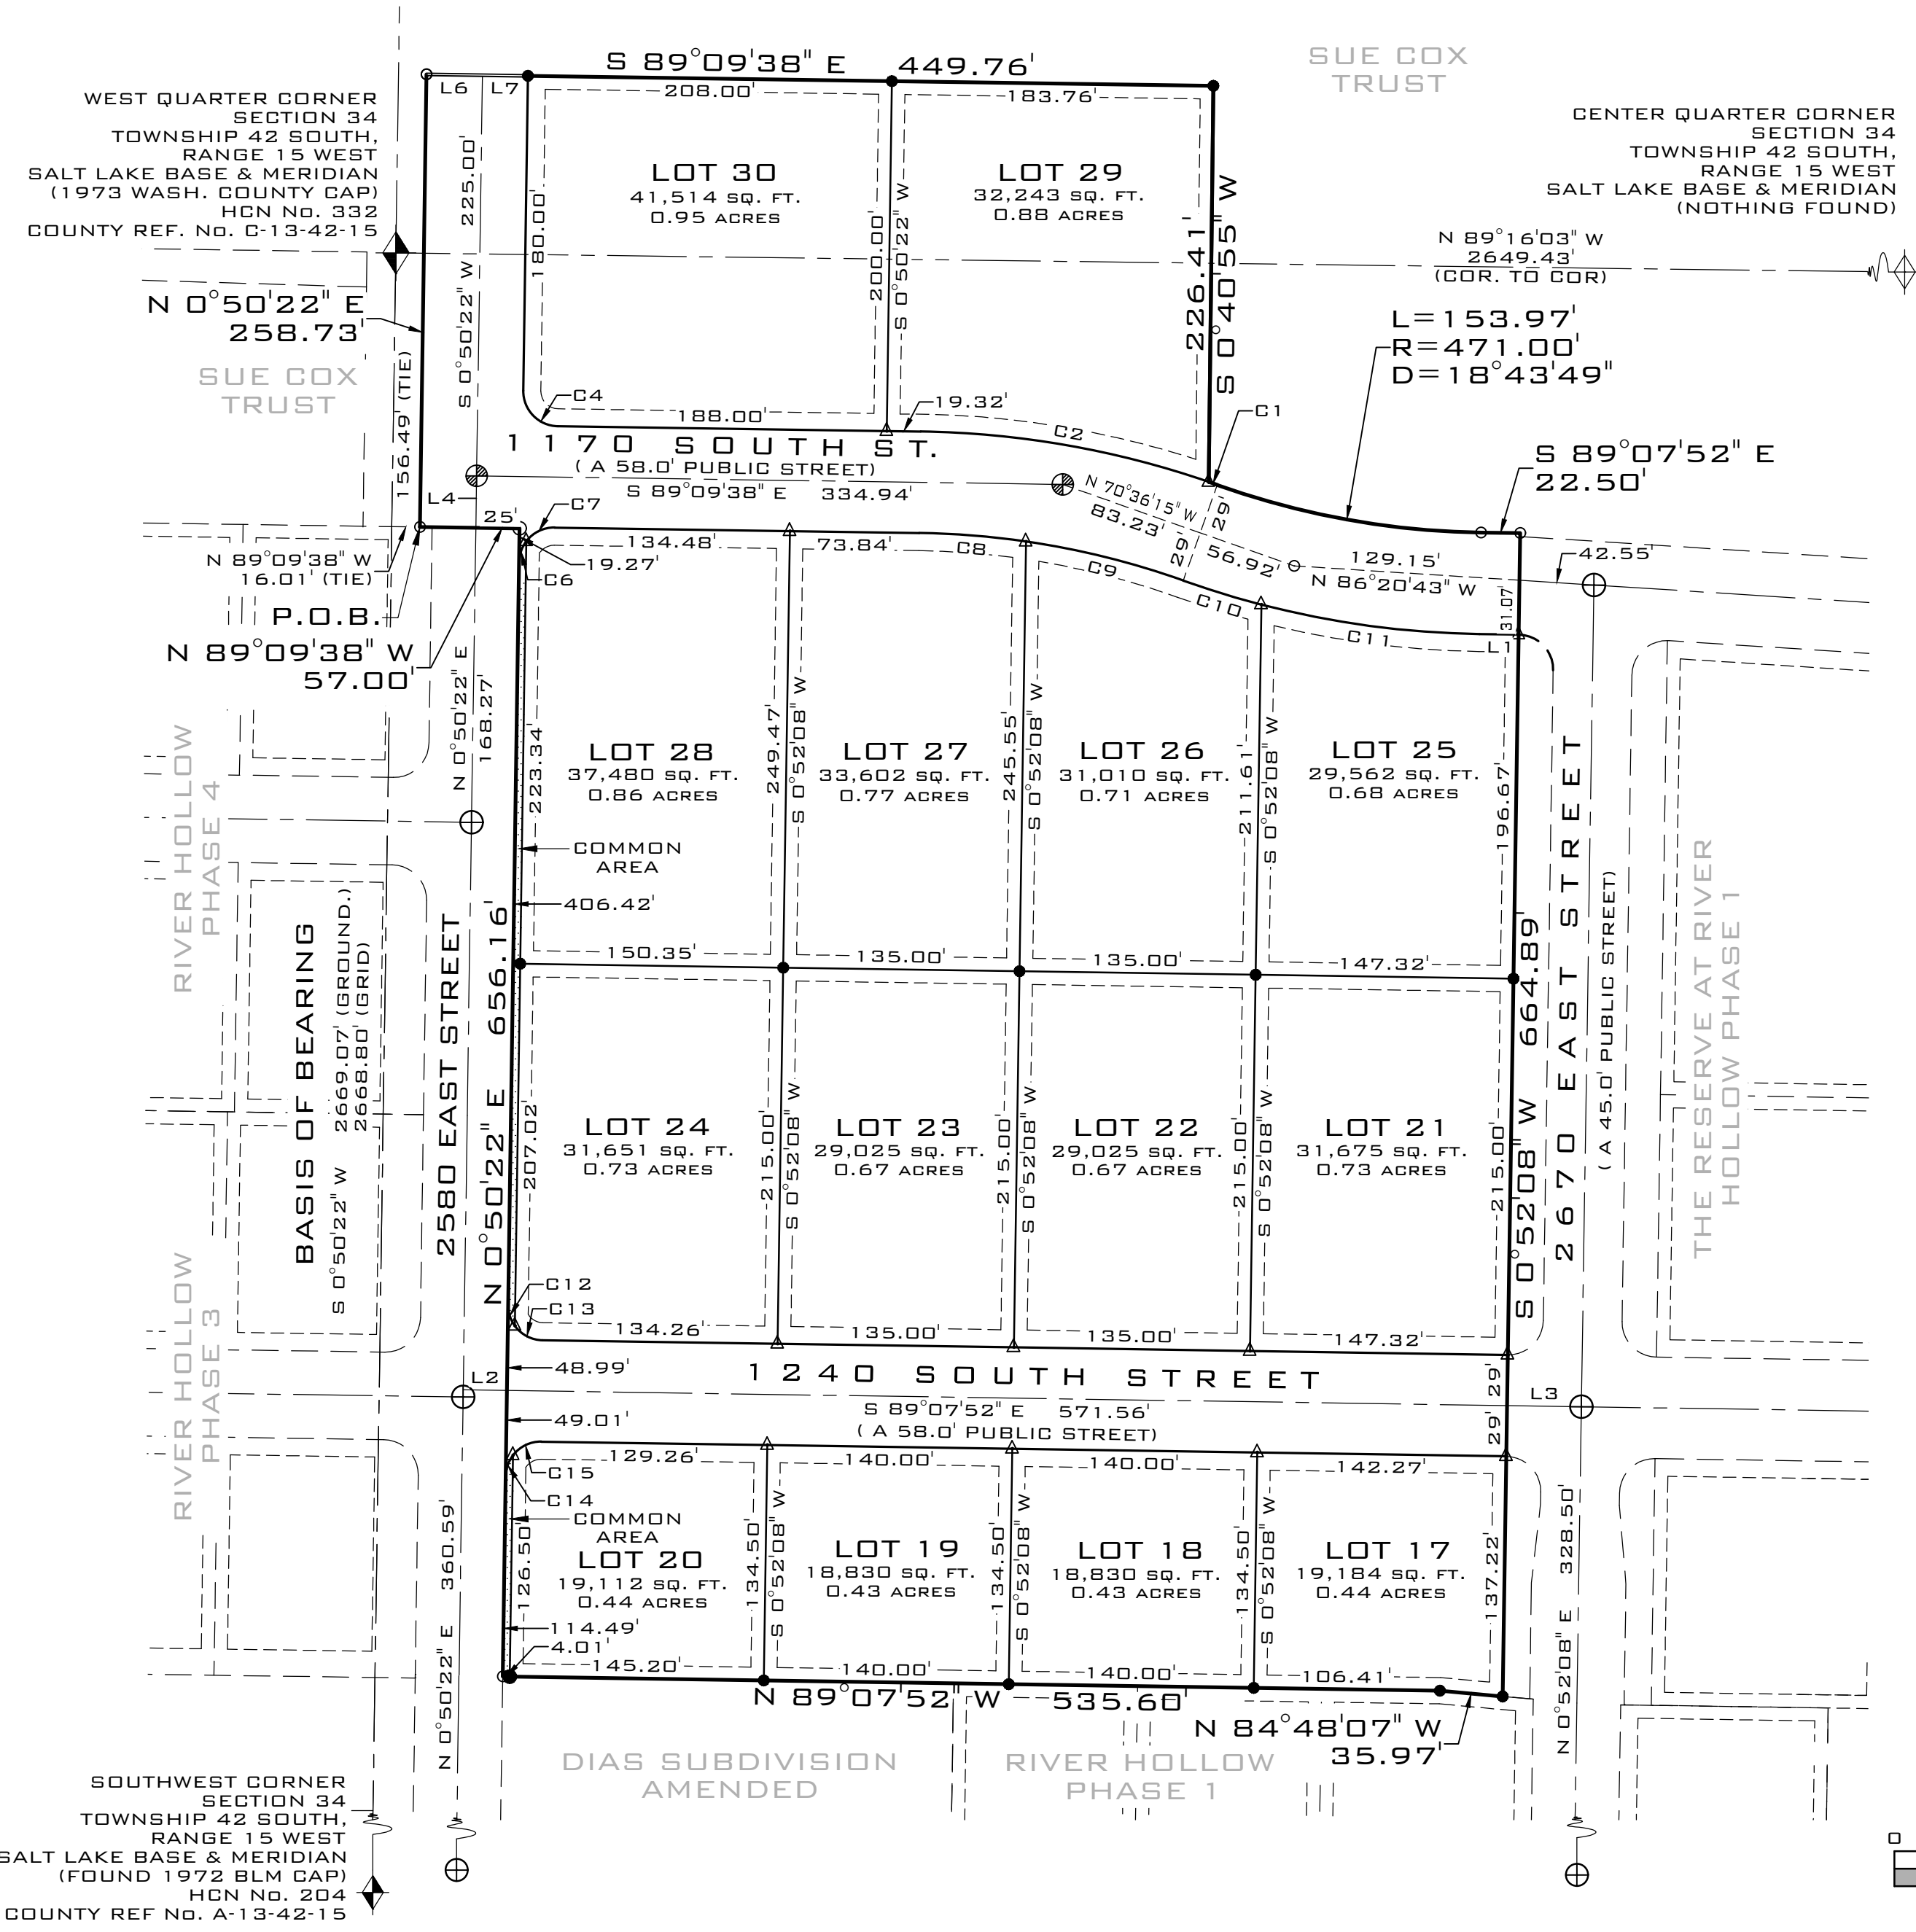 S 89°09'38" E 449.76'
SUE COX
TRUST
WEST QUARTER CORNER
SECTION 34
TOWNSHIP 42 SOUTH,
RANGE 15 WEST
SALT LAKE BASE & MERIDIAN
(1973 WASH. COUNTY CAP)
HCN No. 332
COUNTY REF. No. C-13-42-15
CENTER QUARTER CORNER
SECTION 34
TOWNSHIP 42 SOUTH,
RANGE 15 WEST
SALT LAKE BASE & MERIDIAN
(NOTHING FOUND)
L6
L7
208.00'
183.76'
S 0°50'22" W 225.00'
180.00'
LOT 30
41,514 SQ. FT.
0.95 ACRES
200.00'
S 0°50'22" W
LOT 29
32,243 SQ. FT.
0.88 ACRES
226.41'
S 0°40'55" W
N 89°16'03" W
2649.43'
(COR. TO COR)
N 0°50'22" E
258.73'
SUE COX
TRUST
156.49' (TIE)
L=153.97'
R=471.00'
D=18°43'49"
C4
188.00'
19.32'
C2
C1
1170 SOUTH ST.
( A 58.0' PUBLIC STREET)
S 89°09'38" E 334.94'
S 89°07'52" E
22.50'
L4
25'
C7
N 70°36'15" W
83.23'
29'
29'
56.92'
129.15'
N 86°20'43" W
42.55'
31.07
N 89°09'38" W
16.01' (TIE)
P.O.B.
N 89°09'38" W
57.00'
134.48'
19.27'
C6
73.84'
C8
C9
C10
C11
L1
N 0°50'22" E
168.27'
RIVER HOLLOW
PHASE 4
223.34'
LOT 28
37,480 SQ. FT.
0.86 ACRES
249.47'
S 0°52'08" W
LOT 27
33,602 SQ. FT.
0.77 ACRES
245.55'
S 0°52'08" W
LOT 26
31,010 SQ. FT.
0.71 ACRES
211.61'
S 0°52'08" W
LOT 25
29,562 SQ. FT.
0.68 ACRES
196.67'
COMMON
AREA
406.42'
150.35'
135.00'
135.00'
147.32'
BASIS OF BEARING
S 0°50'22" W 2669.07' (GROUND.)
2668.80' (GRID)
2580 EAST STREET
N 0°50'22" E 656.16'
S 0°52'08" W 664.89'
2670 EAST STREET
( A 45.0' PUBLIC STREET)
THE RESERVE AT RIVER
HOLLOW PHASE 1
207.02'
LOT 24
31,651 SQ. FT.
0.73 ACRES
215.00'
S 0°52'08" W
LOT 23
29,025 SQ. FT.
0.67 ACRES
215.00'
S 0°52'08" W
LOT 22
29,025 SQ. FT.
0.67 ACRES
215.00'
S 0°52'08" W
LOT 21
31,675 SQ. FT.
0.73 ACRES
215.00'
RIVER HOLLOW
PHASE 3
C12
C13
134.26'
135.00'
135.00'
147.32'
L2
48.99'
1240 SOUTH STREET
29'
L3
S 89°07'52" E 571.56'
49.01'
( A 58.0' PUBLIC STREET)
29'
129.26'
140.00'
140.00'
142.27'
C15
C14
COMMON
AREA
N 0°50'22" E 360.59'
126.50'
LOT 20
19,112 SQ. FT.
0.44 ACRES
134.50'
S 0°52'08" W
LOT 19
18,830 SQ. FT.
0.43 ACRES
134.50'
S 0°52'08" W
LOT 18
18,830 SQ. FT.
0.43 ACRES
134.50'
S 0°52'08" W
LOT 17
19,184 SQ. FT.
0.44 ACRES
137.22'
N 0°52'08" E 328.50'
114.49'
4.01'
145.20'
140.00'
140.00'
106.41'
N 89°07'52" W 535.60'
N 84°48'07" W
35.97'
DIAS SUBDIVISION
AMENDED
RIVER HOLLOW
PHASE 1
SOUTHWEST CORNER
SECTION 34
TOWNSHIP 42 SOUTH,
RANGE 15 WEST
SALT LAKE BASE & MERIDIAN
(FOUND 1972 BLM CAP)
HCN No. 204
COUNTY REF No. A-13-42-15
0